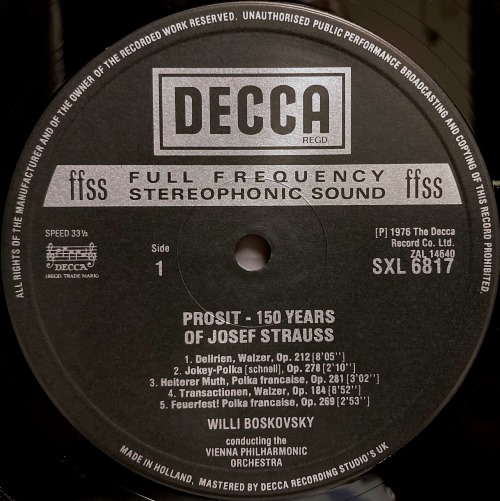 ALL RIGHTS OF THE MANUFACTURER AND OF THE OWNER OF THE RECORDED WORK RESERVED. UNAUTHORISED PUBLIC PERFORMANCE BROADCASTING AND COPYING OF THIS RECORD PROHIBITED.
DECCA
REGD.
ffss FULL FREQUENCY ffss
STEREOPHONIC SOUND
SPEED 33⅓
DECCA
(REGD. TRADE MARK)
Side
1
[P] 1976 The Decca
Record Co. Ltd.
ZAL 14640
SXL 6817
PROSIT - 150 YEARS
OF JOSEF STRAUSS
1. Delirien, Walzer, Op. 212 [8'05'']
2. Jokey-Polka [schnell], Op. 278 [2'10'']
3. Heiterer Muth, Polka francaise, Op. 281 [3'02'']
4. Transactionen, Walzer, Op. 184 [8'52'']
5. Feuerfest! Polka francaise, Op. 269 [2'53'']
WILLI BOSKOVSKY
conducting the
VIENNA PHILHARMONIC
ORCHESTRA
MADE IN HOLLAND, MASTERED BY DECCA RECORDING STUDIO'S UK